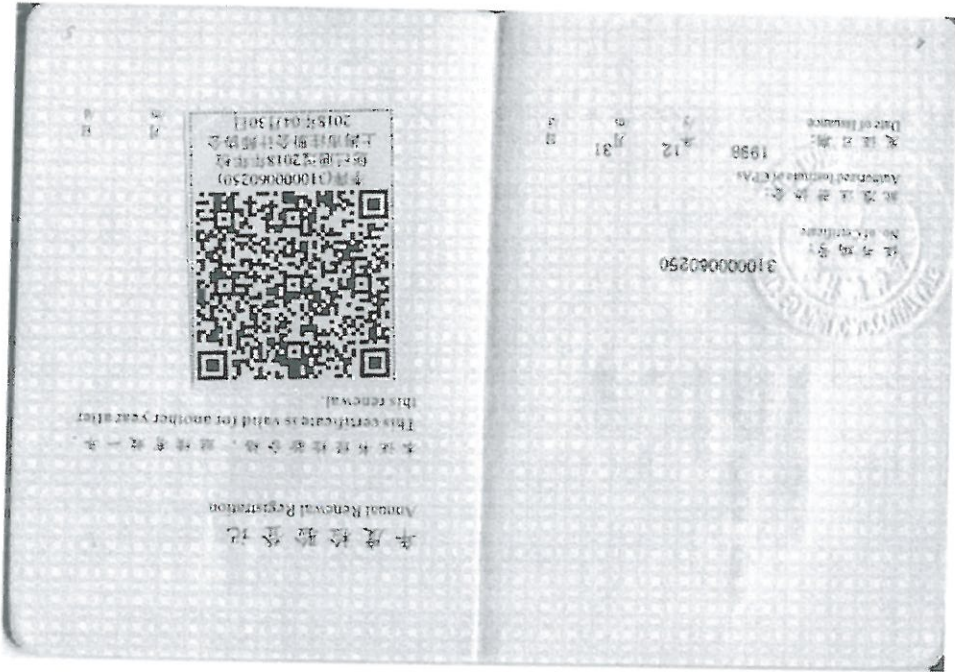 310000060250
证书编号：
No. of Certificate
批准注册协会：
Authorized Institute of CPAs
发证日期：
Date of Issuance
1998 年 12 月 31 日
y m d
4
年度检验登记
Annual Renewal Registration
本证书经检验合格，继续有效一年。
This certificate is valid for another year after
this renewal.
(310000060250)
您已通过2018年年检
上海市注册会计师协会
2018年04月30日
月 日
m d
5